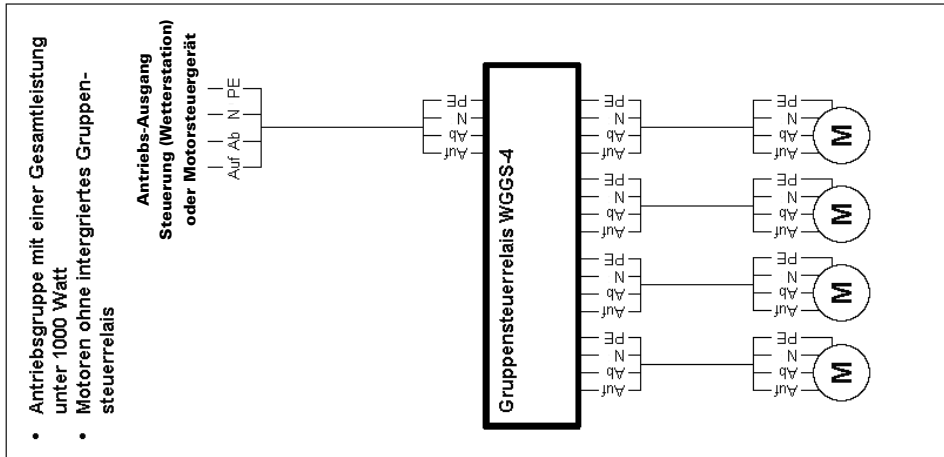 • Antriebsgruppe mit einer Gesamtleistung
unter 1000 Watt
• Motoren ohne intergriertes Gruppen-
steuerrelais
Antriebs-Ausgang
Steuerung (Wetterstation)
oder Motorsteuergerät
Auf Ab N PE
Auf Ab N PE
Gruppensteuerrelais WGGS-4
Auf Ab N PE
Auf Ab N PE
Auf Ab N PE
Auf Ab N PE
Auf Ab N PE
Auf Ab N PE
Auf Ab N PE
Auf Ab N PE
M
M
M
M